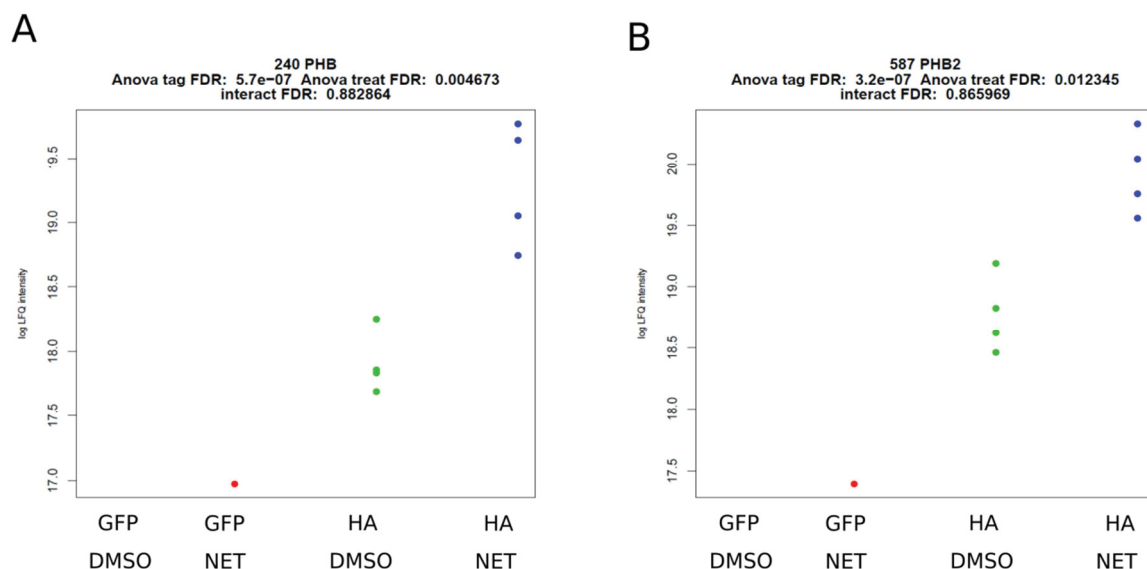 A
240 PHB
Anova tag FDR: 5.7e−07 Anova treat FDR: 0.004673
interact FDR: 0.882864
log LFQ intensity
19.5
19.0
18.5
18.0
17.5
17.0
GFP GFP HA HA
DMSO NET DMSO NET
B
587 PHB2
Anova tag FDR: 3.2e−07 Anova treat FDR: 0.012345
interact FDR: 0.865969
log LFQ intensity
20.0
19.5
19.0
18.5
18.0
17.5
GFP GFP HA HA
DMSO NET DMSO NET